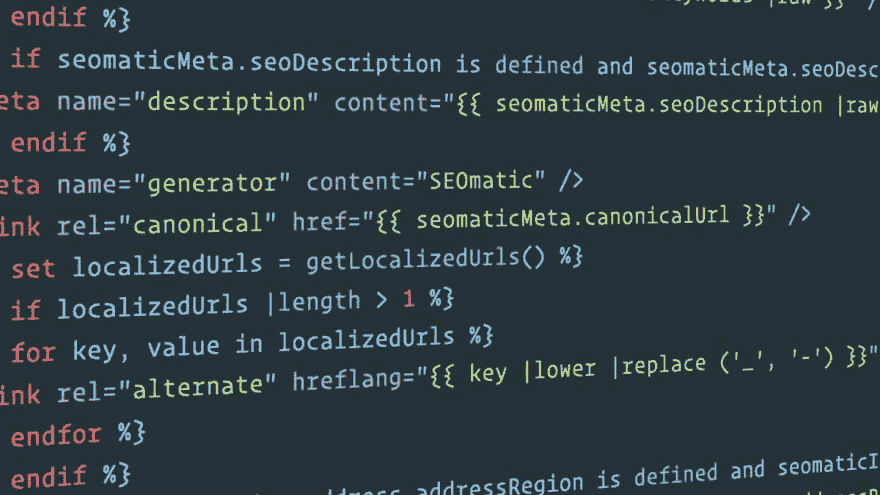 |raw }}"
endif %}
if seomaticMeta.seoDescription is defined and seomaticMeta.seoDesc
eta name="description" content="{{ seomaticMeta.seoDescription |raw
endif %}
eta name="generator" content="SEOmatic" />
ink rel="canonical" href="{{ seomaticMeta.canonicalUrl }}" />
set localizedUrls = getLocalizedUrls() %}
if localizedUrls |length > 1 %}
for key, value in localizedUrls %}
ink rel="alternate" hreflang="{{ key |lower |replace ('_', '-') }}"
endfor %}
endif %}
addressRegion is defined and seomaticI